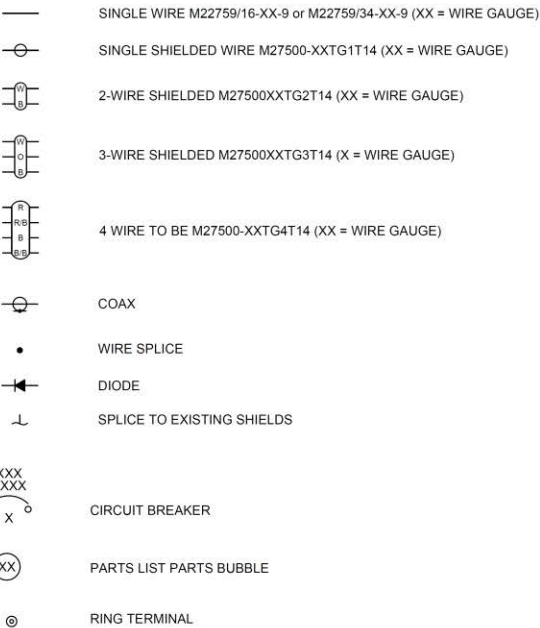 SINGLE WIRE M22759/16-XX-9 or M22759/34-XX-9 (XX = WIRE GAUGE)
SINGLE SHIELDED WIRE M27500-XXTG1T14 (XX = WIRE GAUGE)
W
B
2-WIRE SHIELDED M27500XXTG2T14 (XX = WIRE GAUGE)
W
O
B
3-WIRE SHIELDED M27500XXTG3T14 (X = WIRE GAUGE)
R
R/B
B
B/B
4 WIRE TO BE M27500-XXTG4T14 (XX = WIRE GAUGE)
COAX
WIRE SPLICE
DIODE
SPLICE TO EXISTING SHIELDS
XXX
XXX
X
CIRCUIT BREAKER
XX
PARTS LIST PARTS BUBBLE
RING TERMINAL